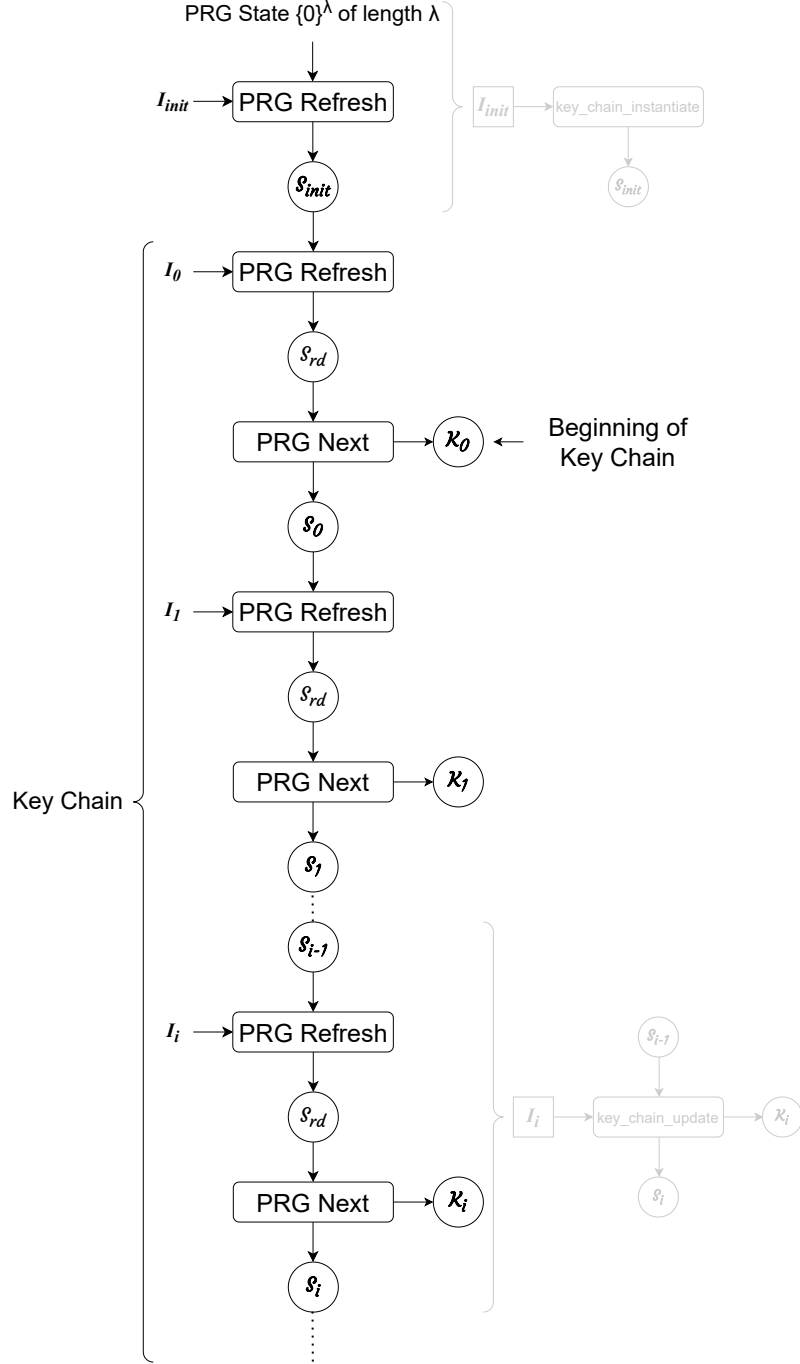 PRG State {0}^λ of length λ
I_init
PRG Refresh
I_init
key_chain_instantiate
S_init
S_init
I_0
PRG Refresh
S_rd
PRG Next
K_0
Beginning of
Key Chain
S_0
I_1
PRG Refresh
S_rd
PRG Next
K_1
Key Chain
S_1
S_i-1
I_i
PRG Refresh
S_i-1
S_rd
I_i
key_chain_update
K_i
PRG Next
K_i
S_i
S_i